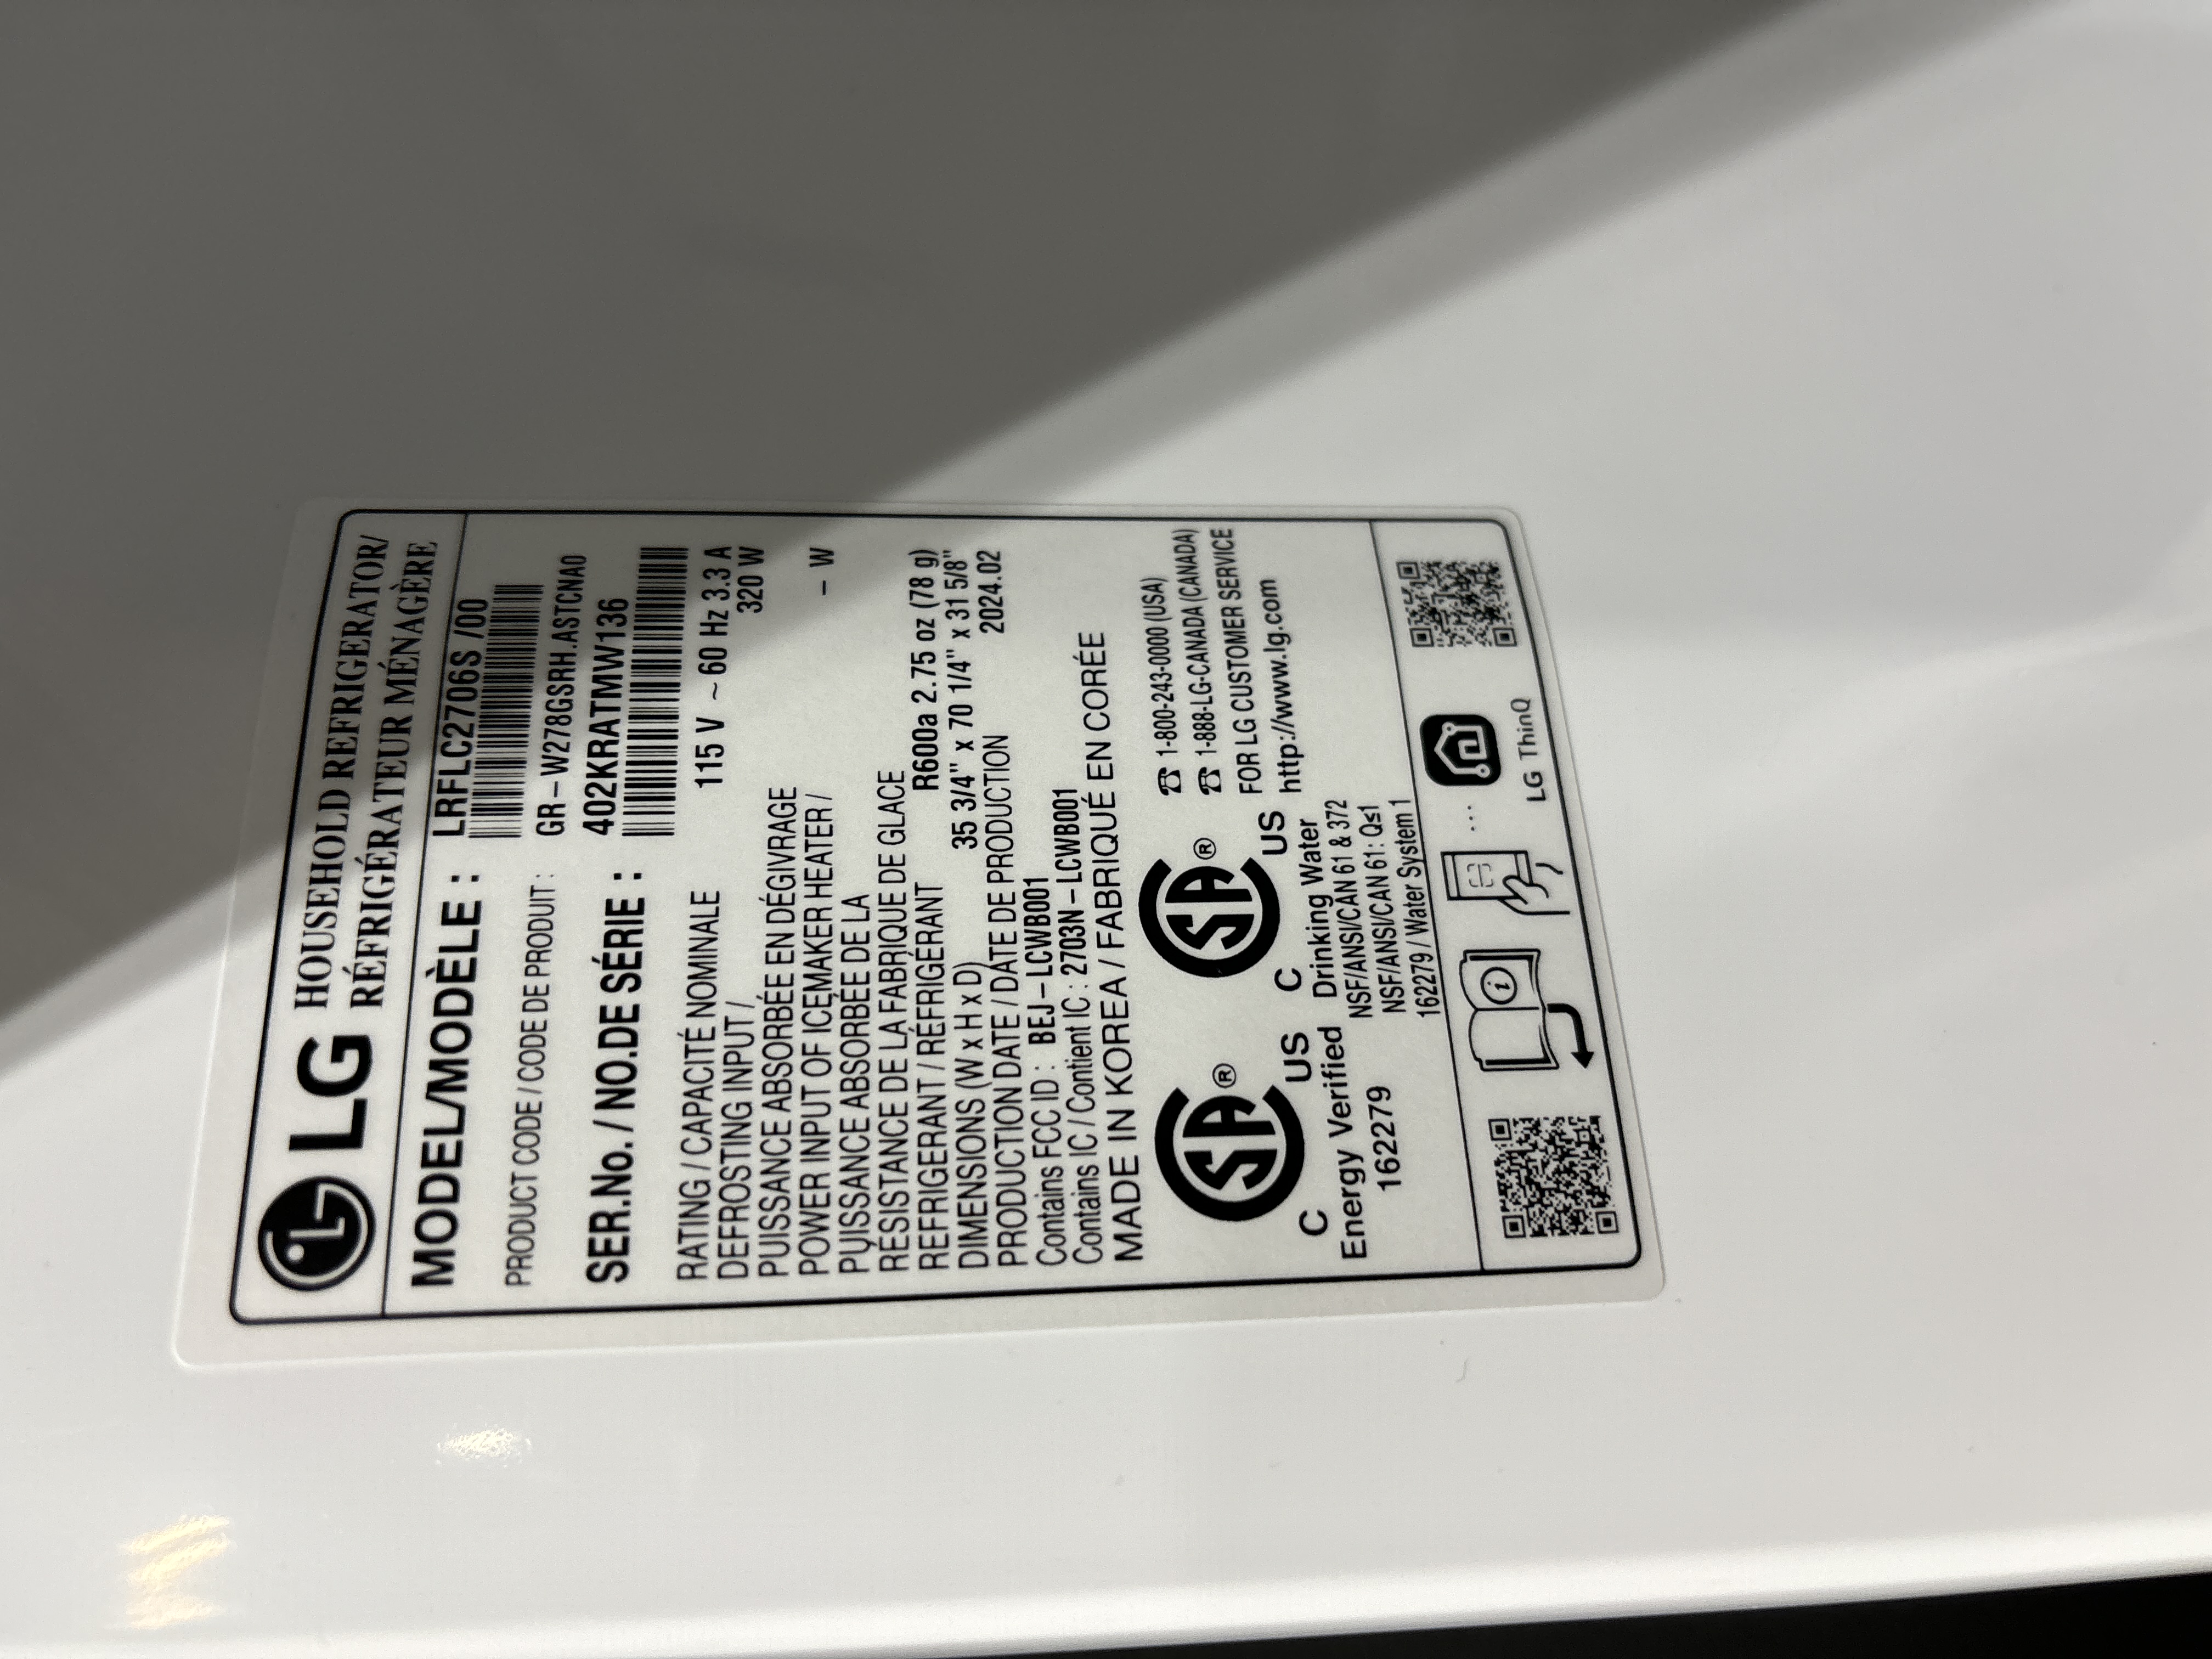 LG HOUSEHOLD REFRIGERATOR/
RÉFRIGÉRATEUR MÉNAGÈRE
MODEL/MODÈLE : LRFLC2706S /00
PRODUCT CODE / CODE DE PRODUIT : GR-W278GSRH.ASTCNA0
SER.No. / NO.DE SÉRIE : 402KRATMW136
RATING / CAPACITÉ NOMINALE 115 V ~ 60 Hz 3.3 A
DEFROSTING INPUT / 320 W
PUISSANCE ABSORBÉE EN DÉGIVRAGE
POWER INPUT OF ICEMAKER HEATER / - W
PUISSANCE ABSORBÉE DE LA
RÉSISTANCE DE LA FABRIQUE DE GLACE
REFRIGERANT / RÉFRIGÉRANT R600a 2.75 oz (78 g)
DIMENSIONS (W x H x D) 35 3/4" x 70 1/4" x 31 5/8"
PRODUCTION DATE / DATE DE PRODUCTION 2024.02
Contains FCC ID : BEJ-LCWB001
Contains IC / Contient IC : 2703N-LCWB001
MADE IN KOREA / FABRIQUÉ EN CORÉE
C SA ® US
Energy Verified
162279
C SA ® US
Drinking Water
NSF/ANSI/CAN 61 & 372
NSF/ANSI/CAN 61: Q≤1
162279 / Water System 1
☎ 1-800-243-0000 (USA)
☎ 1-888-LG-CANADA (CANADA)
FOR LG CUSTOMER SERVICE
http://www.lg.com
i
...
LG ThinQ